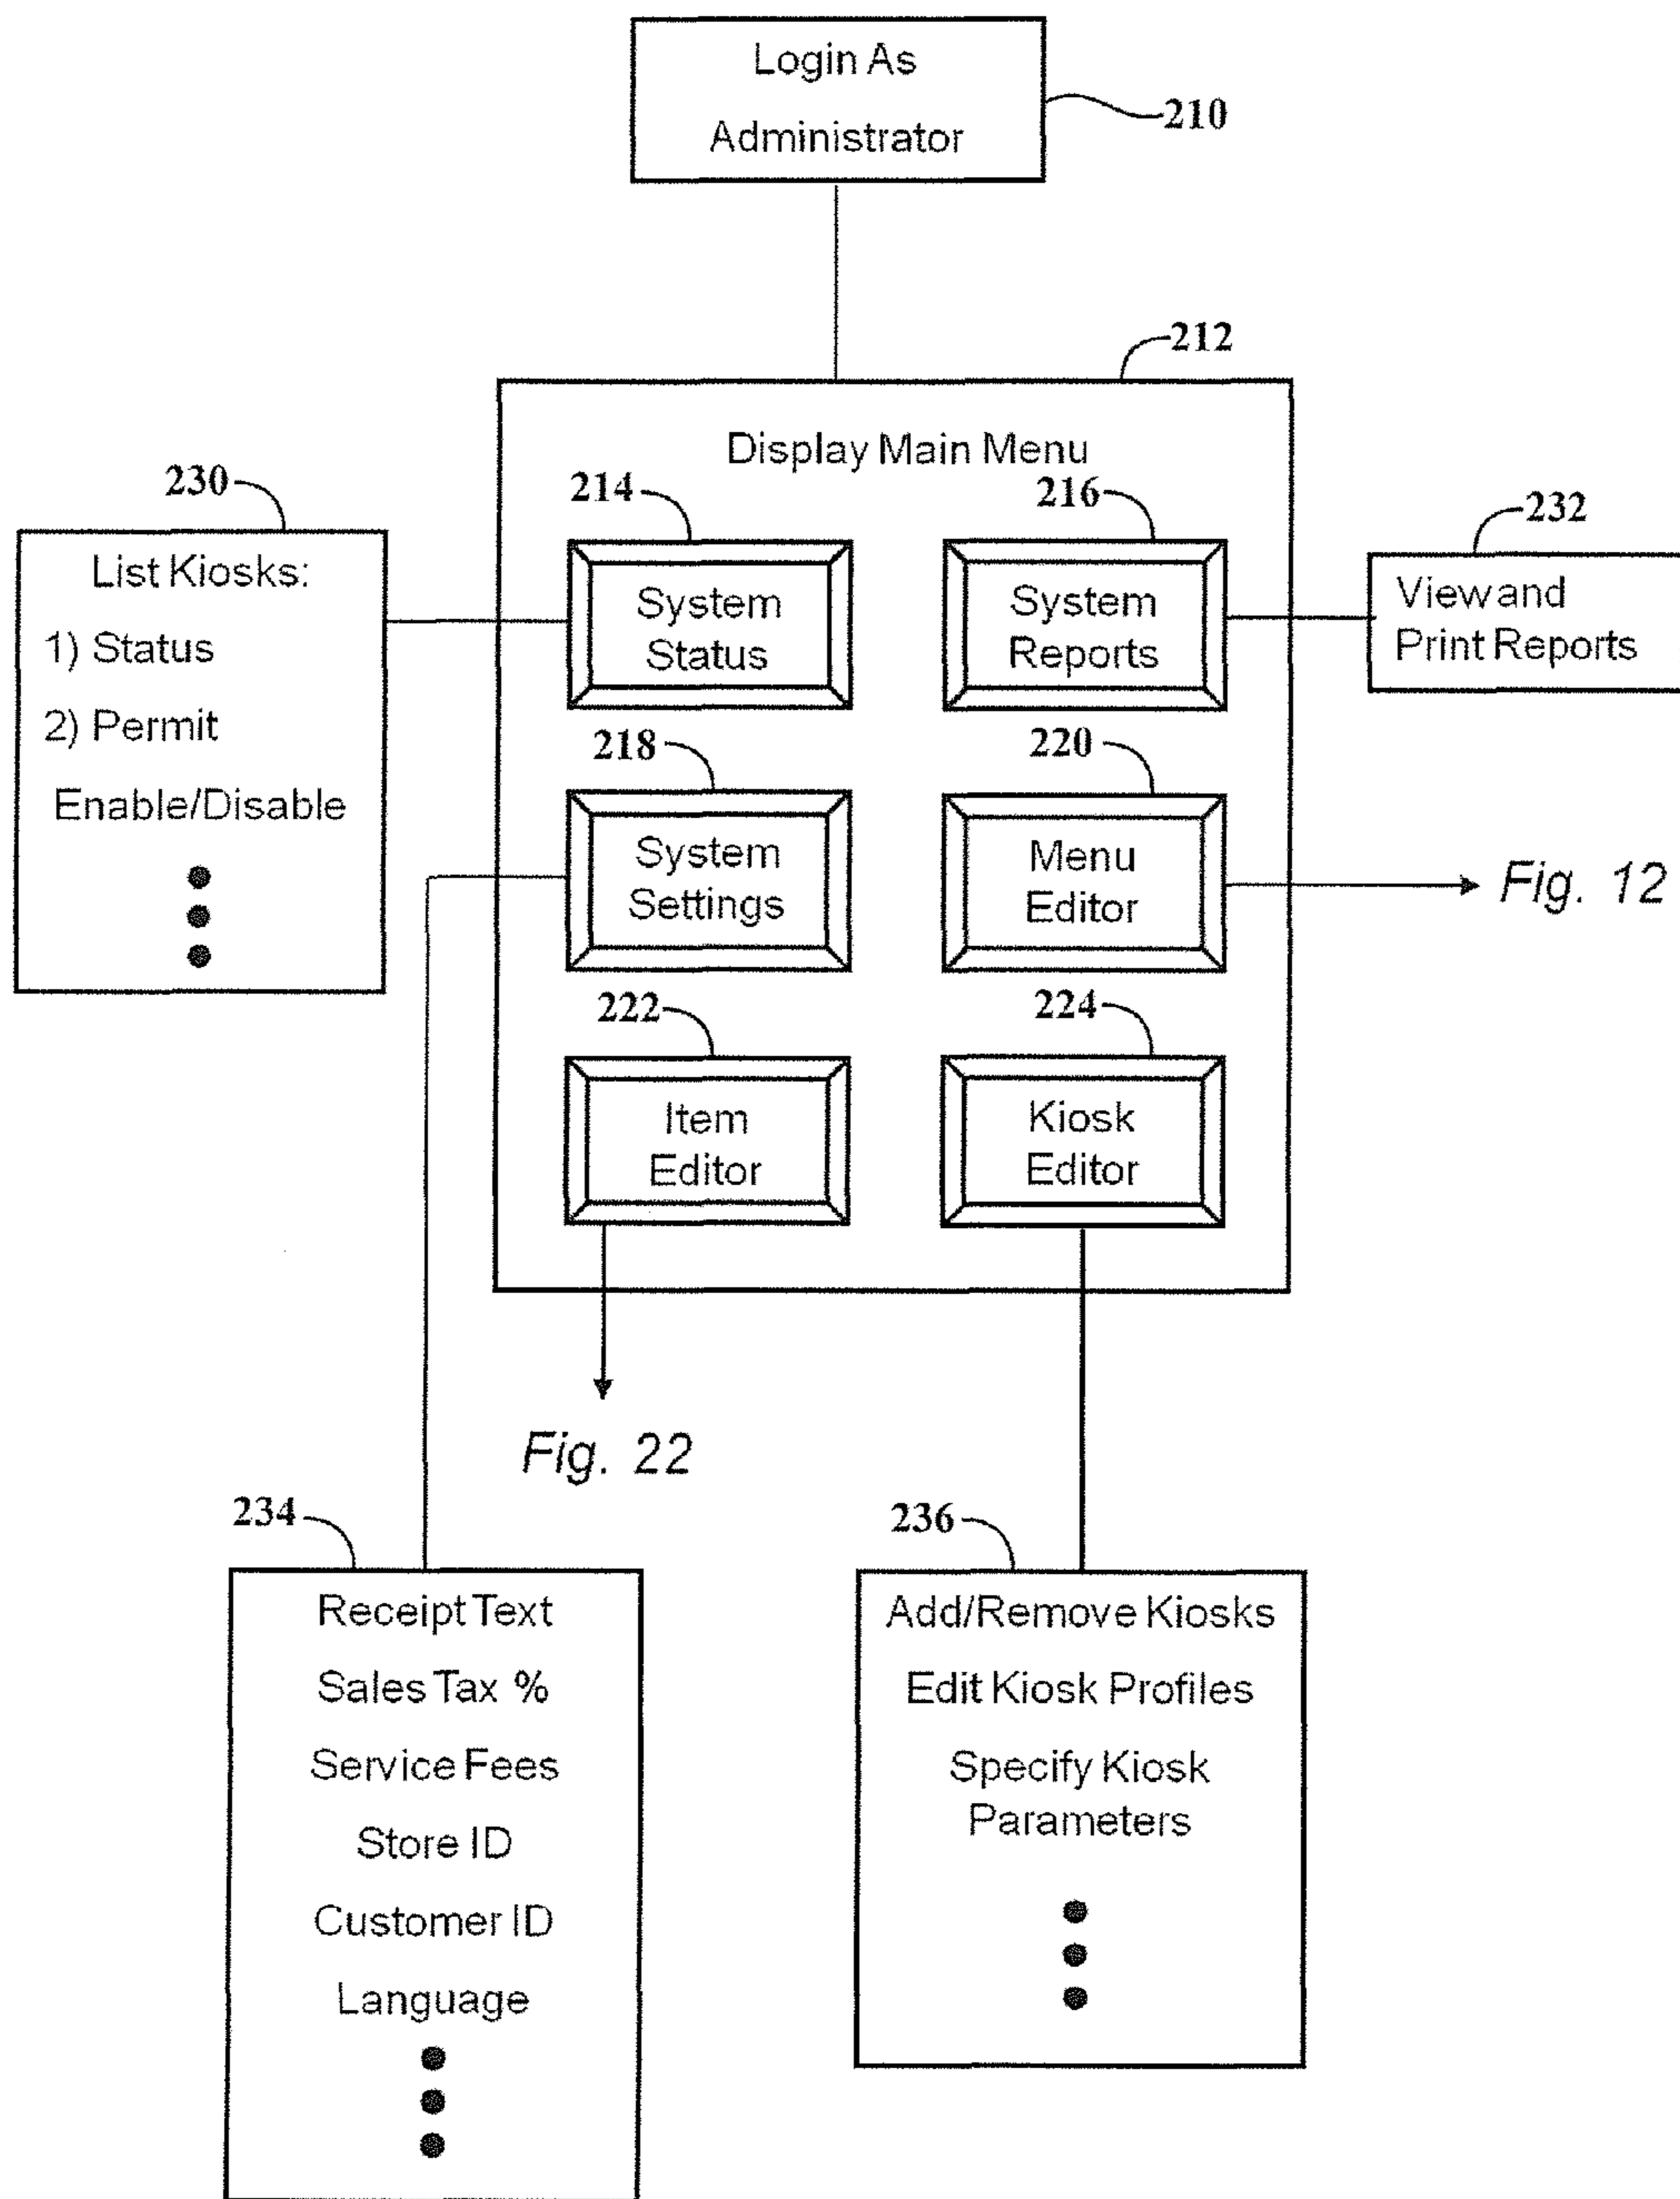 Login As
Administrator
210
212
Display Main Menu
230
List Kiosks:
1) Status
2) Permit
Enable/Disable
214
System
Status
216
System
Reports
232
View and
Print Reports
218
System
Settings
220
Menu
Editor
Fig. 12
222
Item
Editor
224
Kiosk
Editor
Fig. 22
234
Receipt Text
Sales Tax %
Service Fees
Store ID
Customer ID
Language
236
Add/Remove Kiosks
Edit Kiosk Profiles
Specify Kiosk
Parameters